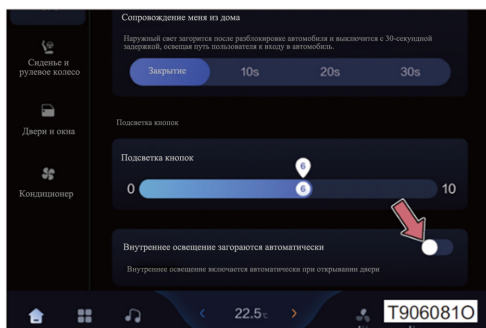 Сопровождение меня из дома
Наружный свет загорится после разблокировке автомобиля и выключится с 30-секундной
задержкой, освещая путь пользователя к входу в автомобиль.
Сиденье и
рулевое колесо
Закрытие 10s 20s 30s
Двери и окна
Подсветка кнопок
Подсветка кнопок
6
0 6 10
Кондиционер
Внутреннее освещение загораются автоматически
Внутреннее освещение включается автоматически при открывании двери
< 22.5℃ >
T906081O